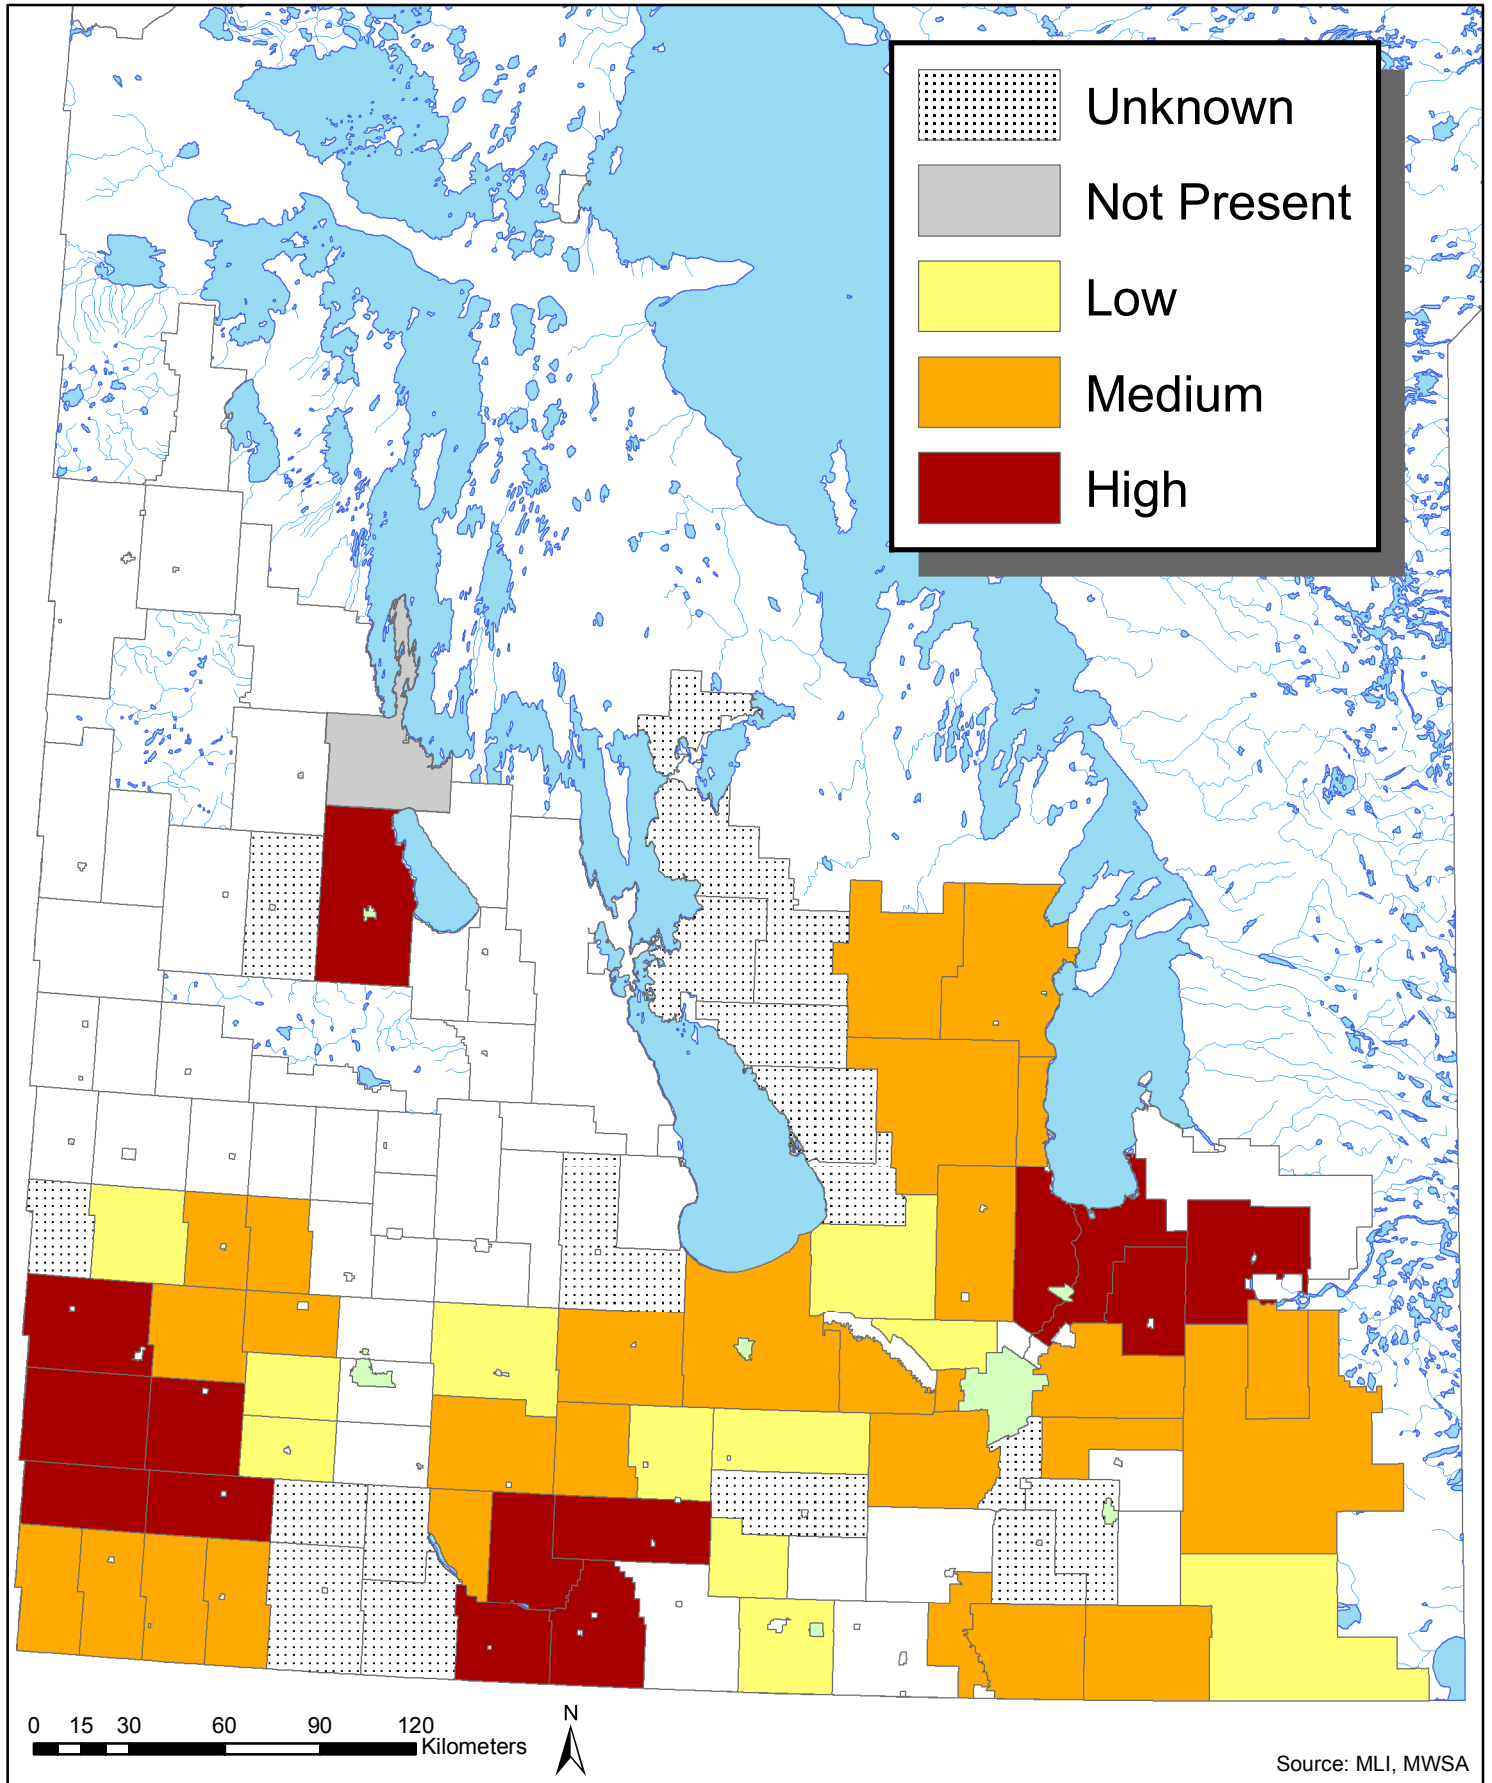 Unknown
Not Present
Low
Medium
High
0 15 30 60 90 120
Kilometers
N
Source: MLI, MWSA